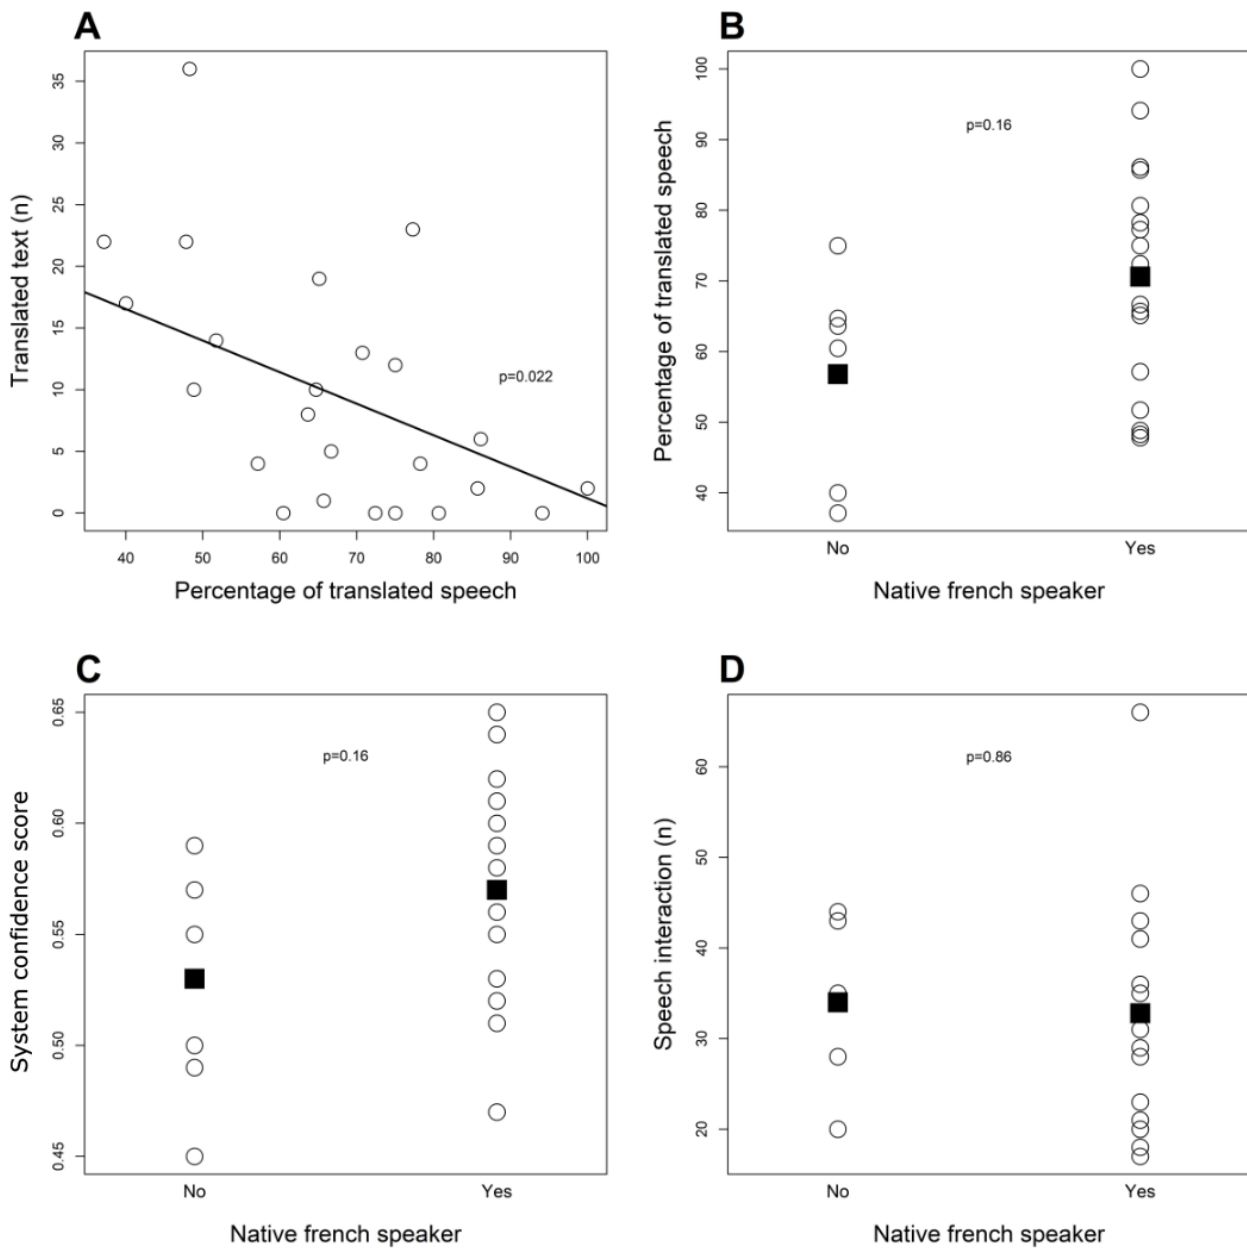 A
Translated text (n)
35
30
25
20
15
10
5
0
p=0.022
40 50 60 70 80 90 100
Percentage of translated speech
B
Percentage of translated speech
100
90
80
70
60
50
40
p=0.16
No Yes
Native french speaker
C
System confidence score
0.65
0.60
0.55
0.50
0.45
p=0.16
No Yes
Native french speaker
D
Speech interaction (n)
60
50
40
30
20
p=0.86
No Yes
Native french speaker